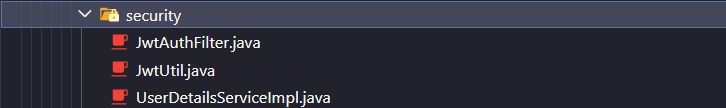 security
JwtAuthFilter.java
JwtUtil.java
UserDetailsServiceImpl.java